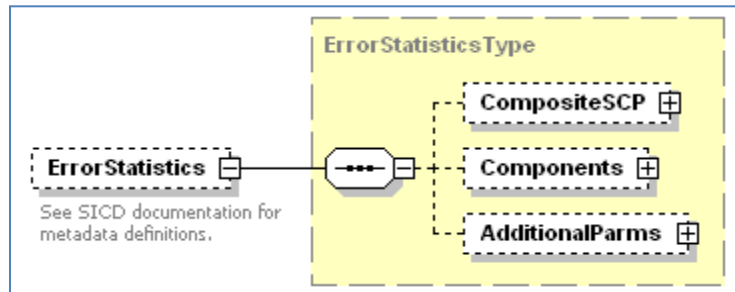 ErrorStatisticsType
CompositeSCP
ErrorStatistics
Components
See SICD documentation for
metadata definitions.
AdditionalParms